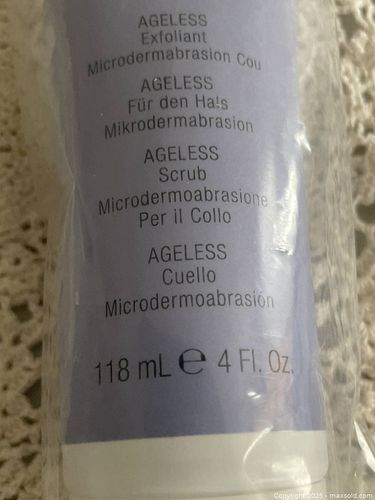 AGELESS
Exfoliant
Microdermabrasion Cou
AGELESS
Für den Hals
Mikrodermabrasion
AGELESS
Scrub
Microdermoabrasione
Per il Collo
AGELESS
Cuello
Microdermoabrasión
118 mL ℮ 4 Fl. Oz.
Copyright 2025 - maxsold.com